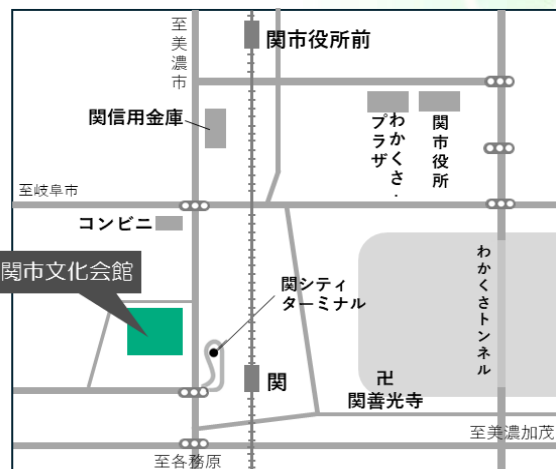 至美濃市
関市役所前
関信用金庫
わかくさ・
プラザ
関市役所
至岐阜市
コンビニ
関市文化会館
わかくさトンネル
関シティ
ターミナル
関
卍
関善光寺
至美濃加茂
至各務原